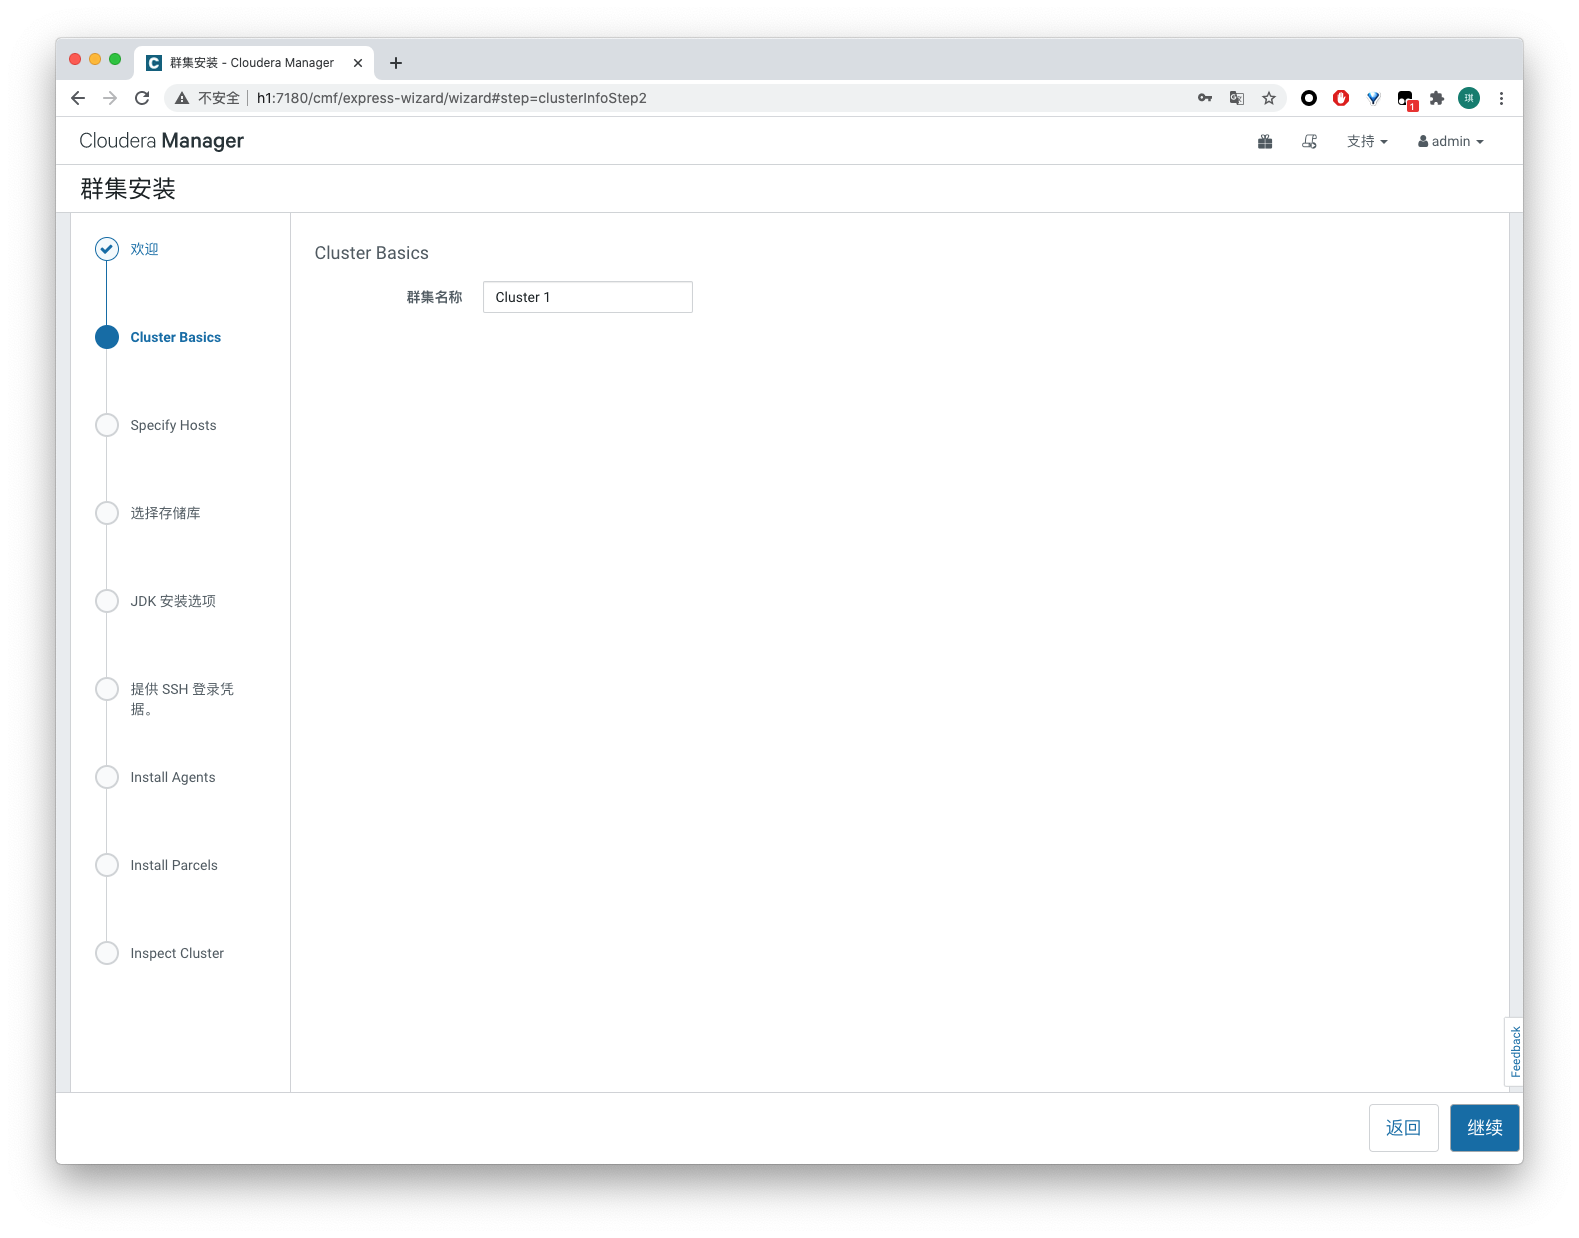 群集安装 - Cloudera Manager
不安全
h1:7180/cmf/express-wizard/wizard#step=clusterInfoStep2
1
琪
Cloudera Manager
支持
admin
群集安装
欢迎
Cluster Basics
Specify Hosts
选择存储库
JDK 安装选项
提供 SSH 登录凭
据。
Install Agents
Install Parcels
Inspect Cluster
Cluster Basics
群集名称
Cluster 1
Feedback
返回
继续